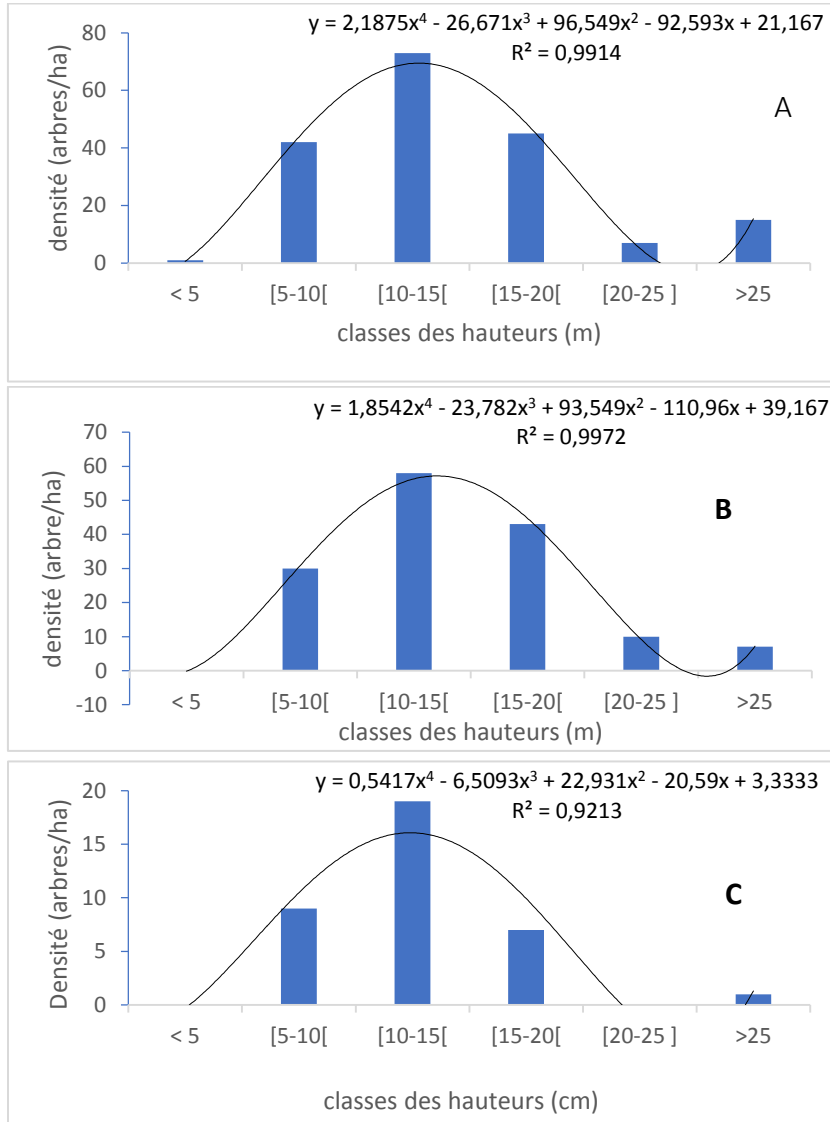 y = 2,1875x⁴ - 26,671x³ + 96,549x² - 92,593x + 21,167
R² = 0,9914
A
80
60
40
20
0
densité (arbres/ha)
< 5 [5-10[ [10-15[ [15-20[ [20-25 ] >25
classes des hauteurs (m)
y = 1,8542x⁴ - 23,782x³ + 93,549x² - 110,96x + 39,167
R² = 0,9972
B
70
60
50
40
30
20
10
0
-10
densité (arbre/ha)
< 5 [5-10[ [10-15[ [15-20[ [20-25 ] >25
classes des hauteurs (m)
y = 0,5417x⁴ - 6,5093x³ + 22,931x² - 20,59x + 3,3333
R² = 0,9213
C
20
15
10
5
0
Densité (arbres/ha)
< 5 [5-10[ [10-15[ [15-20[ [20-25 ] >25
classes des hauteurs (cm)